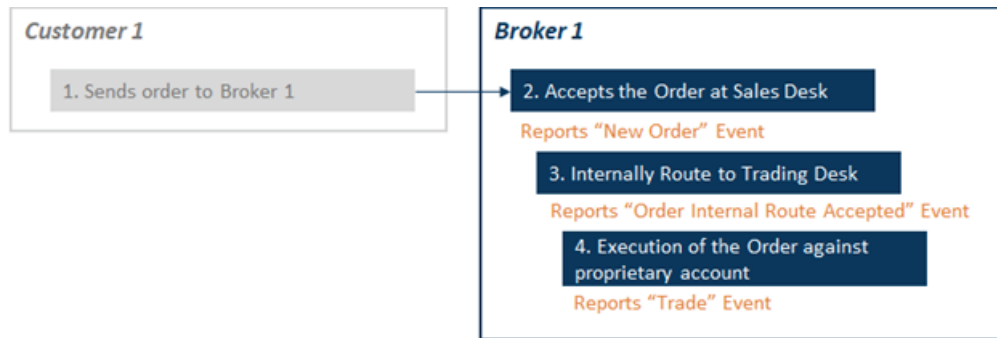 Customer 1
1. Sends order to Broker 1
Broker 1
2. Accepts the Order at Sales Desk
Reports “New Order” Event
3. Internally Route to Trading Desk
Reports “Order Internal Route Accepted” Event
4. Execution of the Order against
proprietary account
Reports “Trade” Event